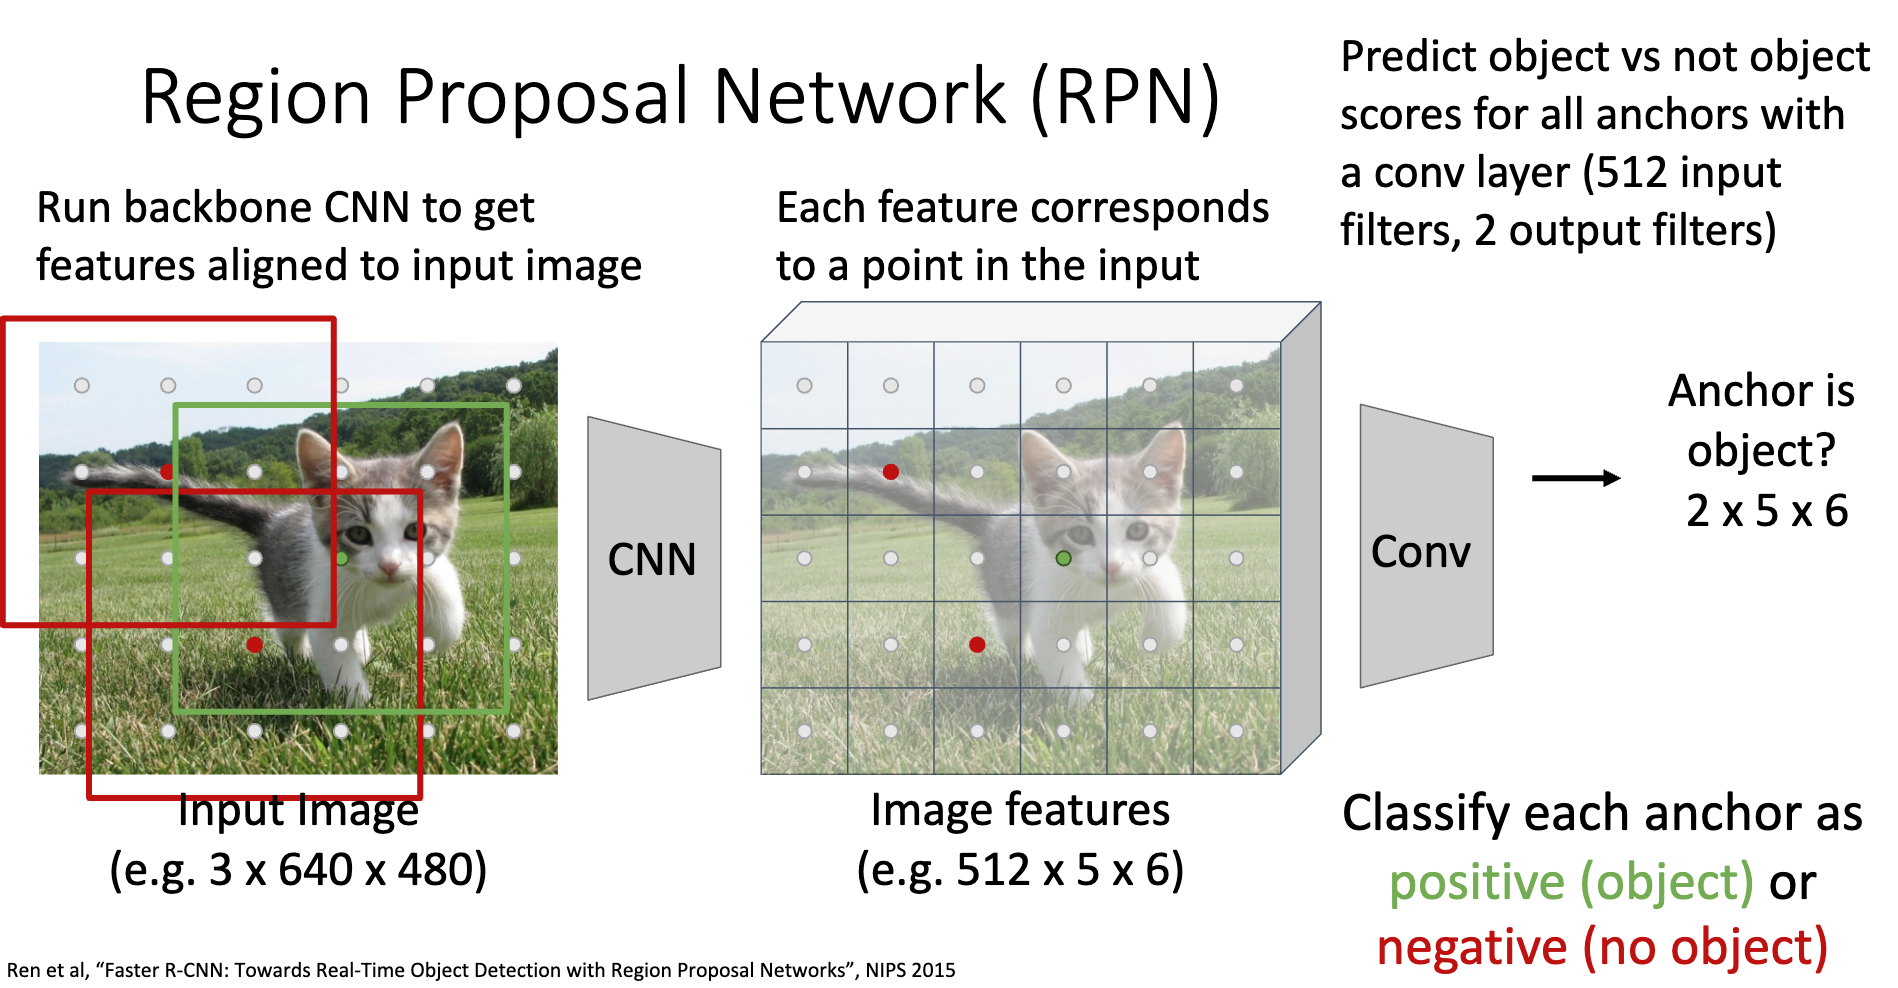 Region Proposal Network (RPN)
Run backbone CNN to get
features aligned to input image
Each feature corresponds
to a point in the input
Predict object vs not object
scores for all anchors with
a conv layer (512 input
filters, 2 output filters)
CNN
Conv
Anchor is
object?
2 x 5 x 6
Input Image
(e.g. 3 x 640 x 480)
Image features
(e.g. 512 x 5 x 6)
Classify each anchor as
positive (object) or
negative (no object)
Ren et al, “Faster R-CNN: Towards Real-Time Object Detection with Region Proposal Networks”, NIPS 2015